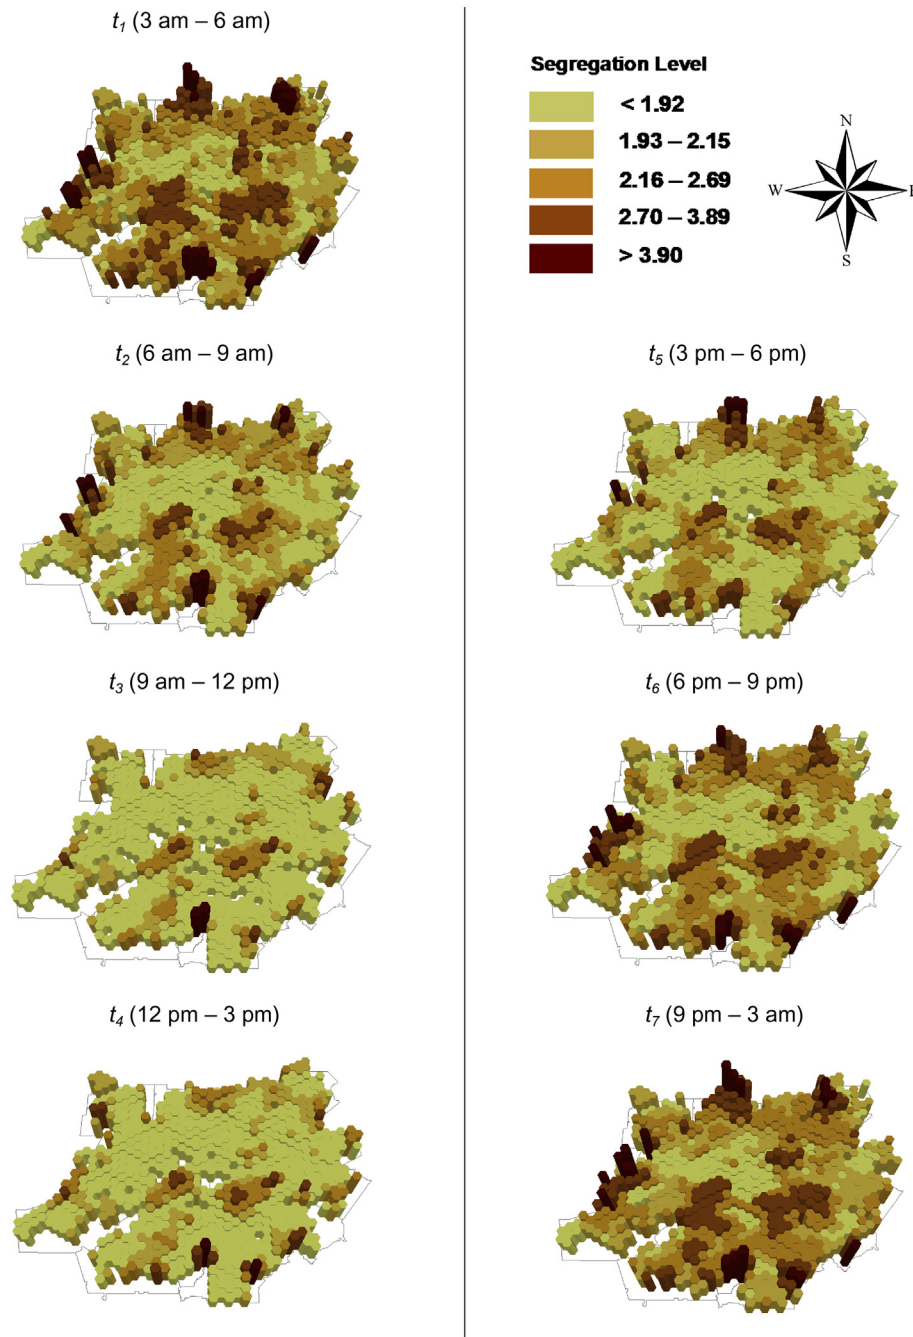 t1 (3 am – 6 am)
Segregation Level
< 1.92
1.93 – 2.15
2.16 – 2.69
2.70 – 3.89
> 3.90
N
W
E
S
t2 (6 am – 9 am)
t5 (3 pm – 6 pm)
t3 (9 am – 12 pm)
t6 (6 pm – 9 pm)
t4 (12 pm – 3 pm)
t7 (9 pm – 3 am)